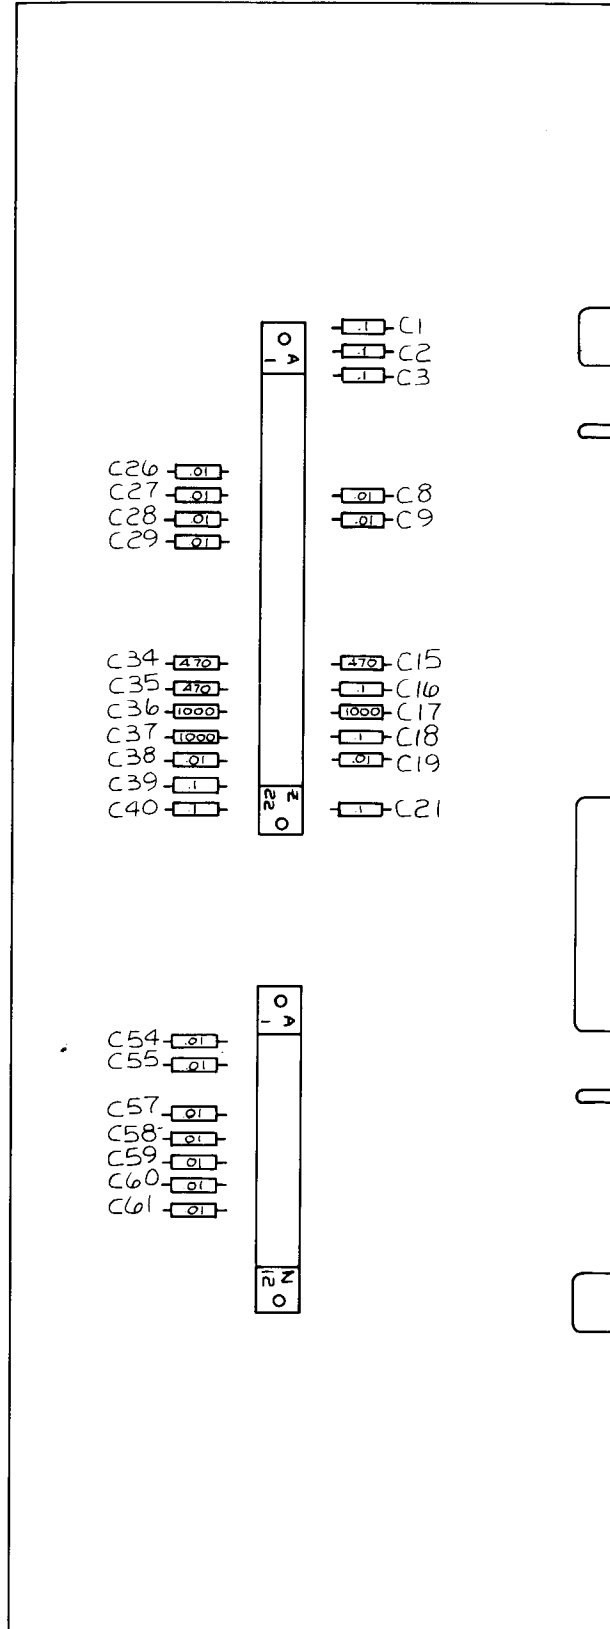 .1 C1
A
1
.1 C2
.1 C3
C26 .01
C27 .01
.01 C8
C28 .01
.01 C9
C29 .01
C34 470
470 C15
C35 470
.1 C16
C36 1000
1000 C17
C37 1000
.1 C18
C38 .01
.01 C19
C39 .1
Z
22
C40 .1
.1 C21
A
1
C54 .01
C55 .01
C57 .01
C58 .01
C59 .01
C60 .01
C61 .01
N
12